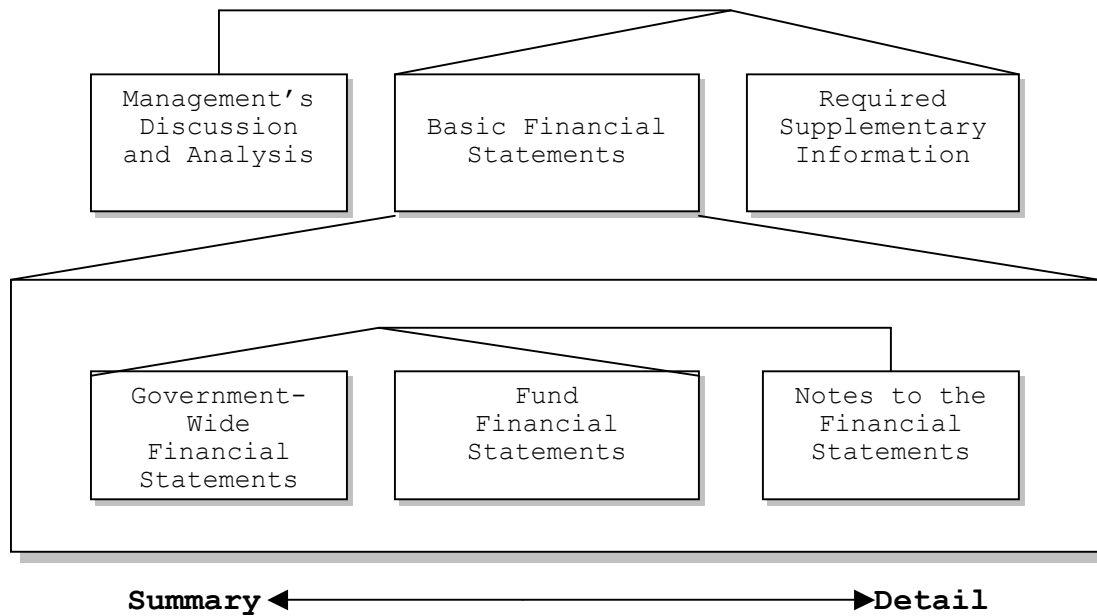 Management’s
Discussion
and Analysis
Basic Financial
Statements
Required
Supplementary
Information
Government-
Wide
Financial
Statements
Fund
Financial
Statements
Notes to the
Financial
Statements
Summary
Detail